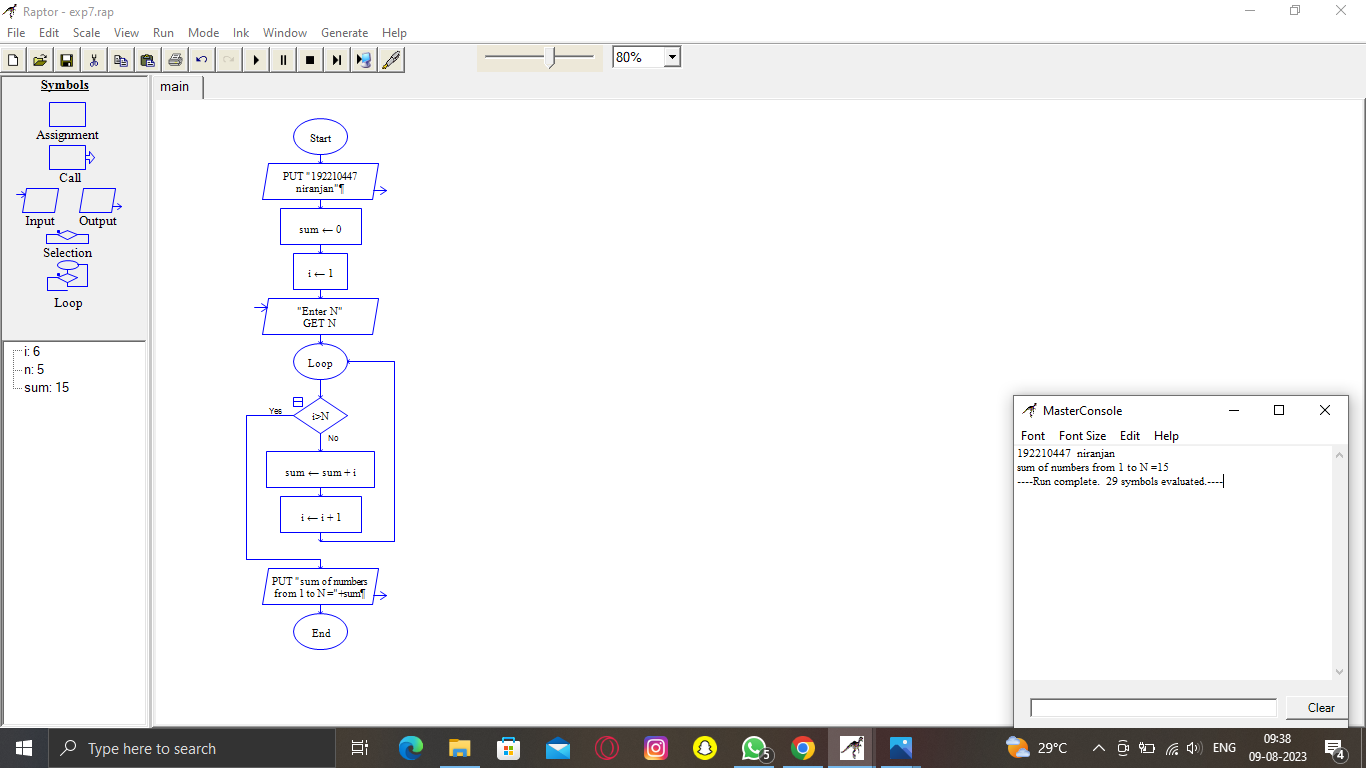 Raptor - exp7.rap
File Edit Scale View Run Mode Ink Window Generate Help
80%
Symbols
Assignment
Call
Input Output
Selection
Loop
i: 6
n: 5
sum: 15
main
Start
PUT "192210447
niranjan"¶
sum ← 0
i ← 1
"Enter N"
GET N
Loop
i>N
Yes
No
sum ← sum + i
i ← i + 1
PUT "sum of numbers
from 1 to N ="+sum¶
End
MasterConsole
Font Font Size Edit Help
192210447 niranjan
sum of numbers from 1 to N =15
----Run complete. 29 symbols evaluated.----
Clear
Type here to search
5
29°C
ENG
09:38
09-08-2023
4